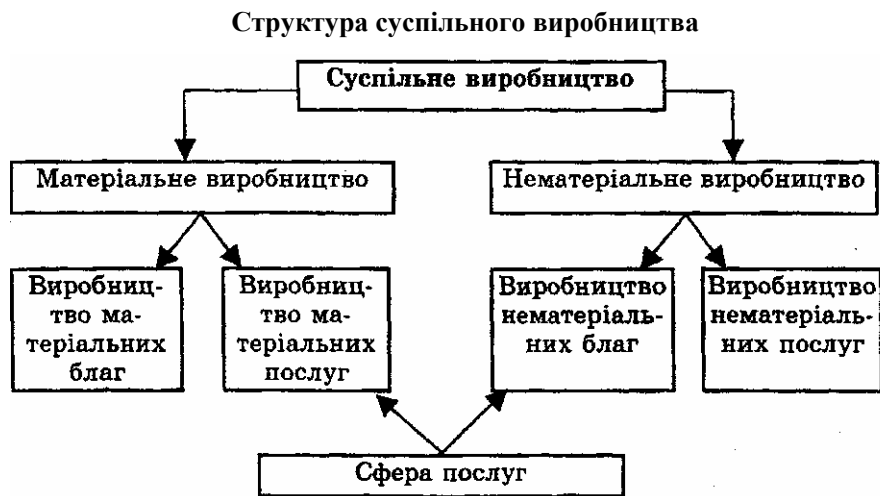 Структура суспільного виробництва
Суспільне виробництво
Матеріальне виробництво
Нематеріальне виробництво
Виробниц-
тво ма-
теріальних
благ
Виробниц-
тво ма-
теріальних
послуг
Виробництво
нематеріаль-
них благ
Виробництво
нематеріаль-
них послуг
Сфера послуг